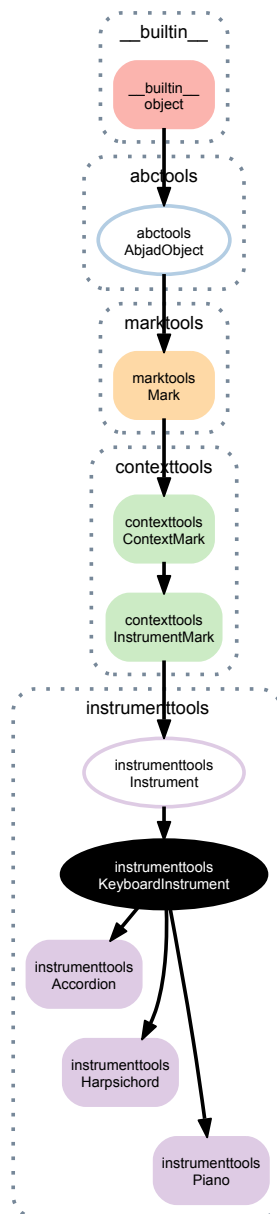 __builtin__
__builtin__
object
abctools
abctools
AbjadObject
marktools
marktools
Mark
contexttools
contexttools
ContextMark
contexttools
InstrumentMark
instrumenttools
instrumenttools
Instrument
instrumenttools
KeyboardInstrument
instrumenttools
Accordion
instrumenttools
Harpsichord
instrumenttools
Piano